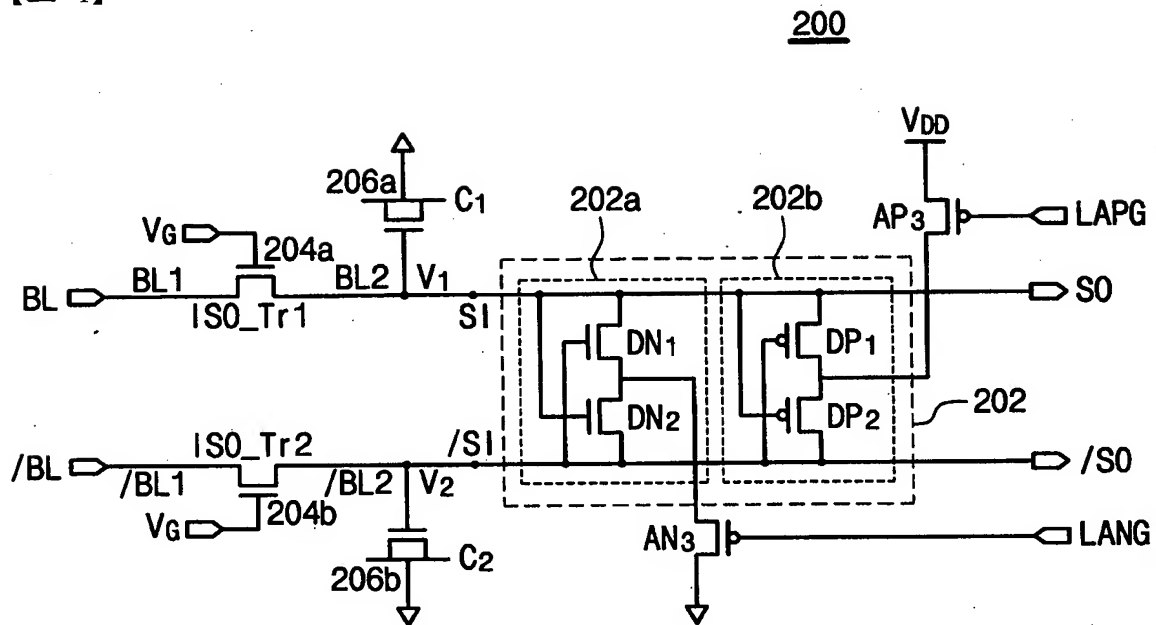 200
VDD
206a
C1
202a
202b
AP3
LAPG
VG
204a
BL
BL1
BL2
V1
SI
SO
ISO_Tr1
DN1
DP1
DN2
DP2
202
ISO_Tr2
/SI
/BL
/BL1
/BL2
V2
/SO
VG
204b
AN3
LANG
206b
C2